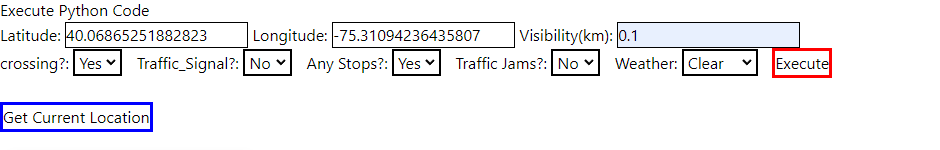 Execute Python Code
Latitude: 40.06865251882823 Longitude: -75.31094236435807 Visibility(km): 0.1
crossing?: Yes Traffic_Signal?: No Any Stops?: Yes Traffic Jams?: No Weather: Clear Execute
Get Current Location